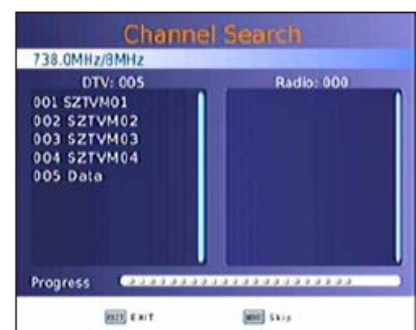 Channel Search
738.0MHz/8MHz
DTV: 005
Radio: 000
001 SZTVM01
002 SZTVM02
003 SZTVM03
004 SZTVM04
005 Data
Progress
EXIT EXIT
MENU Skip